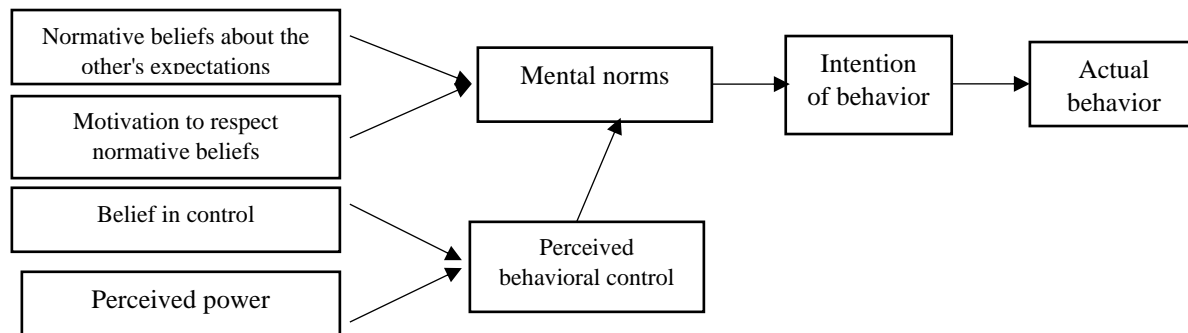 Normative beliefs about the
other's expectations
Motivation to respect
normative beliefs
Belief in control
Perceived power
Mental norms
Perceived
behavioral control
Intention
of behavior
Actual
behavior